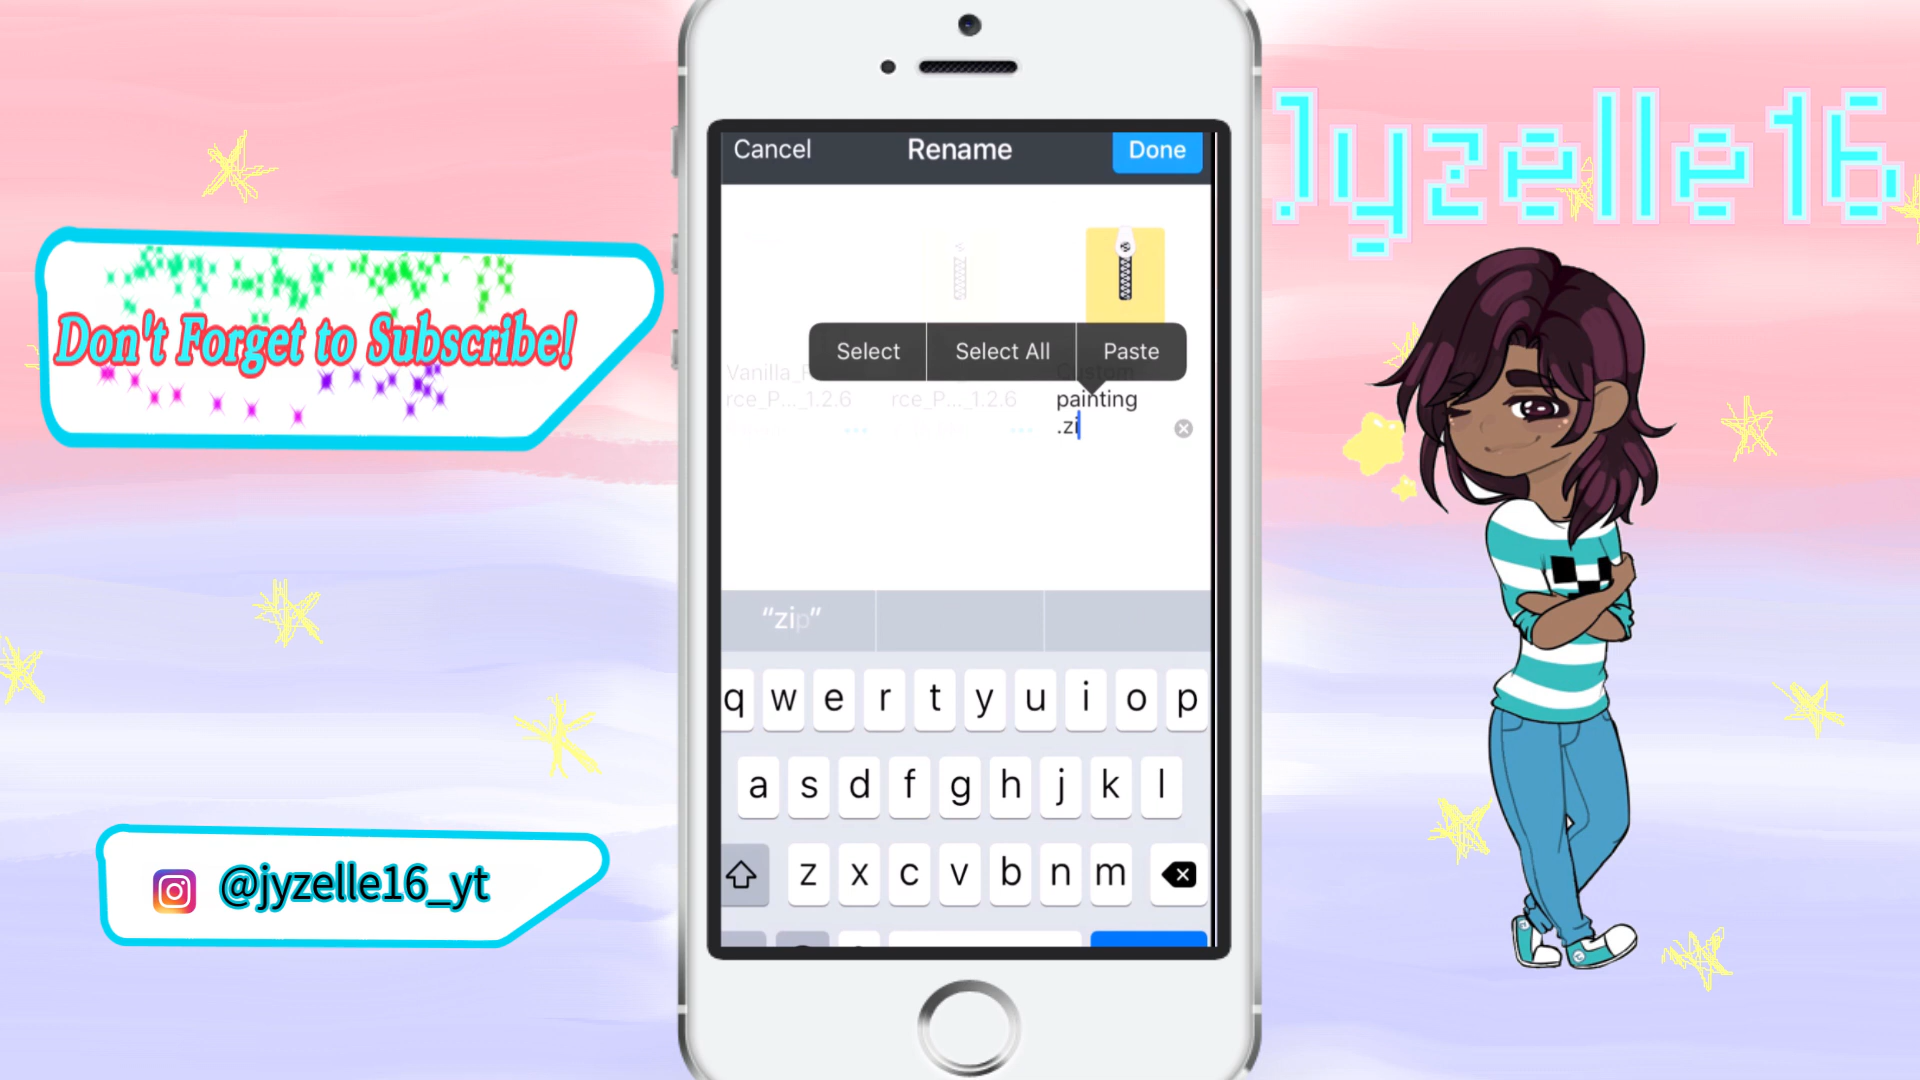 Cancel
Rename
Done
Jyzelle16
Don't Forget to Subscribe!
Select
Select All
Paste
Vanilla_
rce_P..._1.2.6
rce_P..._1.2.6
Custom
painting
.zi
"zip"
q w e r t y u i o p
a s d f g h j k l
z x c v b n m
@jyzelle16_yt